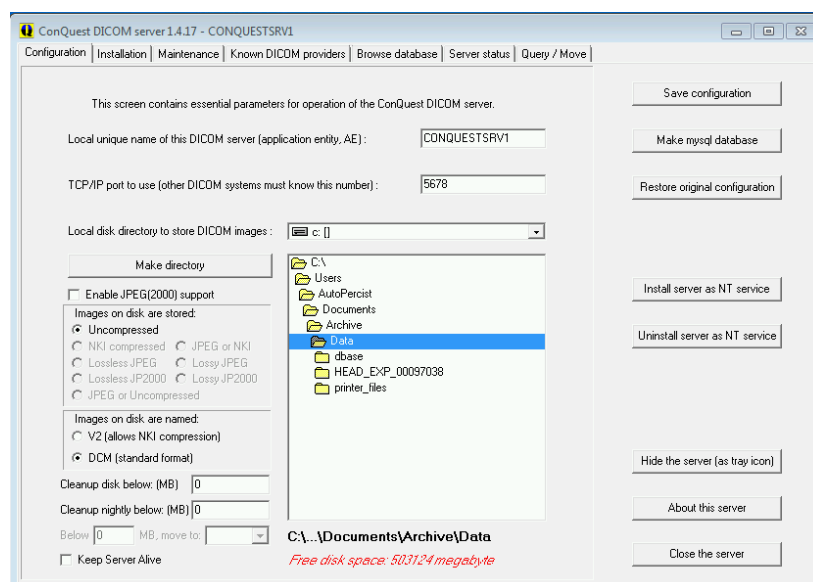 ConQuest DICOM server 1.4.17 - CONQUESTSRV1
Configuration Installation Maintenance Known DICOM providers Browse database Server status Query / Move
This screen contains essential parameters for operation of the ConQuest DICOM server.
Local unique name of this DICOM server (application entity, AE) : CONQUESTSRV1
TCP/IP port to use (other DICOM systems must know this number) : 5678
Local disk directory to store DICOM images : c: []
Make directory
Enable JPEG(2000) support
Images on disk are stored:
Uncompressed
NKI compressed JPEG or NKI
Lossless JPEG Lossy JPEG
Lossless JP2000 Lossy JP2000
JPEG or Uncompressed
Images on disk are named:
V2 (allows NKI compression)
DCM (standard format)
Cleanup disk below: (MB) 0
Cleanup nightly below: (MB) 0
Below 0 MB, move to:
Keep Server Alive
C:\
Users
AutoPercist
Documents
Archive
Data
dbase
HEAD_EXP_00097038
printer_files
C:\...\Documents\Archive\Data
Free disk space: 503124 megabyte
Save configuration
Make mysql database
Restore original configuration
Install server as NT service
Uninstall server as NT service
Hide the server (as tray icon)
About this server
Close the server